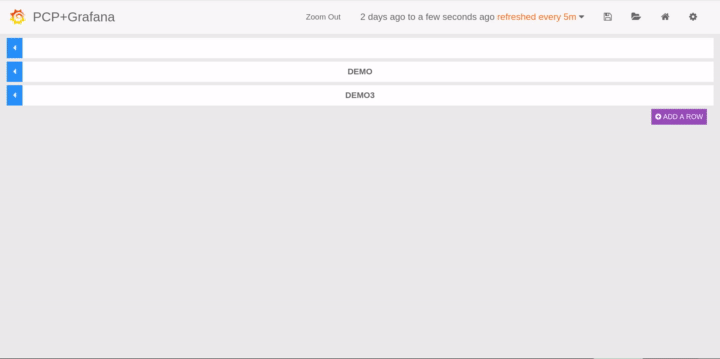 PCP+Grafana
Zoom Out 2 days ago to a few seconds ago refreshed every 5m
DEMO
DEMO3
ADD A ROW